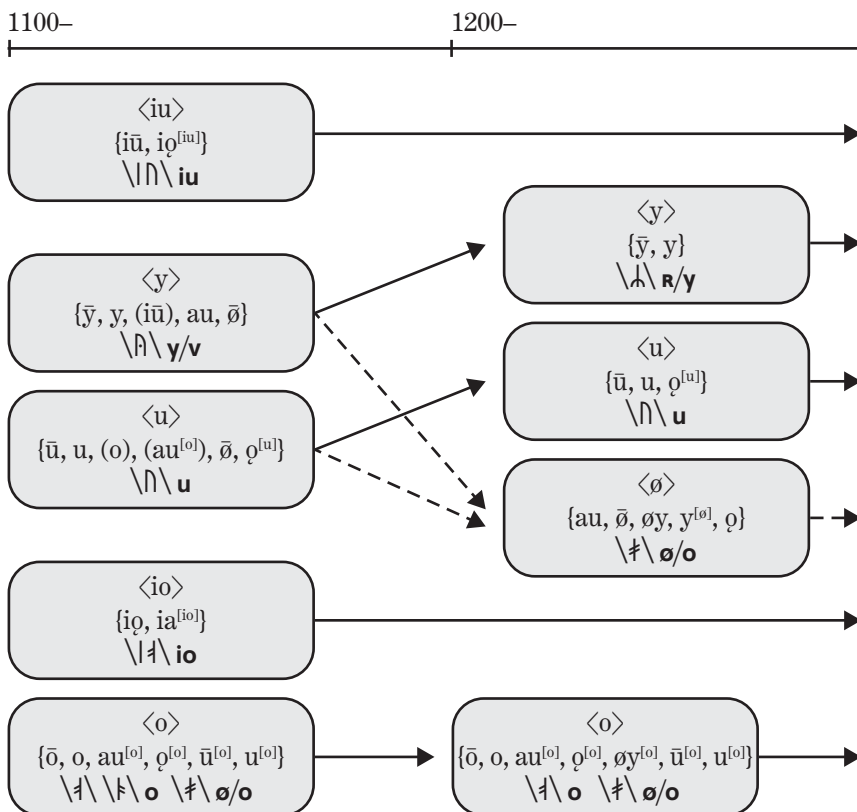 1100–
1200–
⟨iu⟩
{iū, iǫ[iu]}
\ᛁᚢ\ iu
⟨y⟩
{ȳ, y}
\ᛦ\ ʀ/y
⟨y⟩
{ȳ, y, (iū), au, ø̄}
\ᚤ\ y/v
⟨u⟩
{ū, u, ǫ[u]}
\ᚢ\ u
⟨u⟩
{ū, u, (o), (au[o]), ø̄, ǫ[u]}
\ᚢ\ u
⟨ø⟩
{au, ø̄, øy, y[ø], ǫ}
\ᚯ\ ø/o
⟨io⟩
{iǫ, ia[io]}
\ᛁᚮ\ io
⟨o⟩
{ō, o, au[o], ǫ[o], ū[o], u[o]}
\ᚮ\ \ᚬ\ o \ᚯ\ ø/o
⟨o⟩
{ō, o, au[o], ǫ[o], øy[o], ū[o], u[o]}
\ᚮ\ o \ᚯ\ ø/o